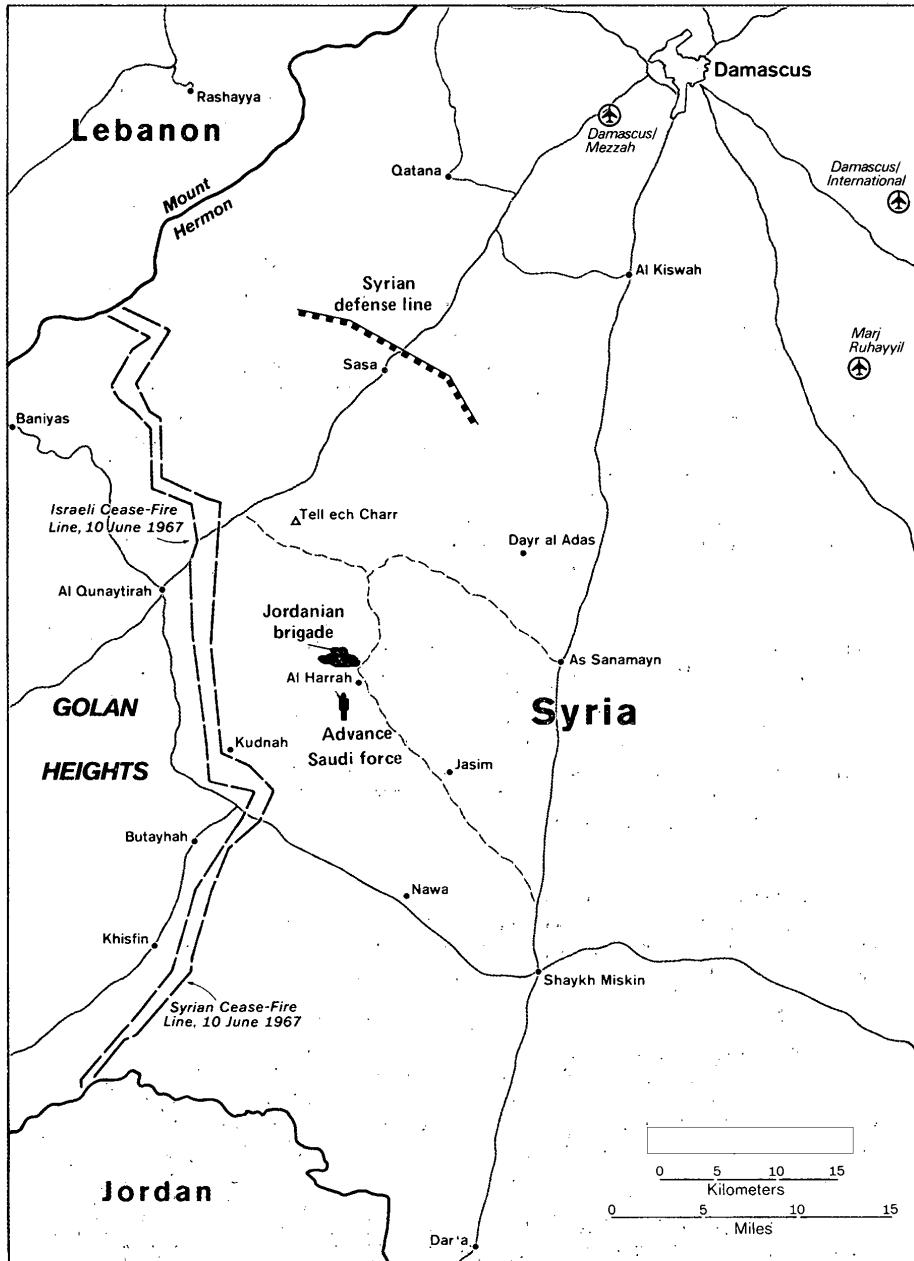 Damascus
Rashayya
Lebanon
Damascus/
Mezzah
Qatana
Damascus/
International
Mount
Hermon
Al Kiswah
Syrian
defense line
Marj
Ruhayyil
Sasa
Baniyas
Israeli Cease-Fire
Line, 10 June 1967
Tell ech Charr
Dayr al Adas
Al Qunaytirah
Jordanian
brigade
As Sanamayn
Al Harrah
GOLAN
HEIGHTS
Syria
Advance
Saudi force
Kudnah
Jasim
Butayhah
Nawa
Khisfin
Shaykh Miskin
Syrian Cease-Fire
Line, 10 June 1967
Jordan
0 5 10 15
Kilometers
0 5 10 15
Miles
Dar'a